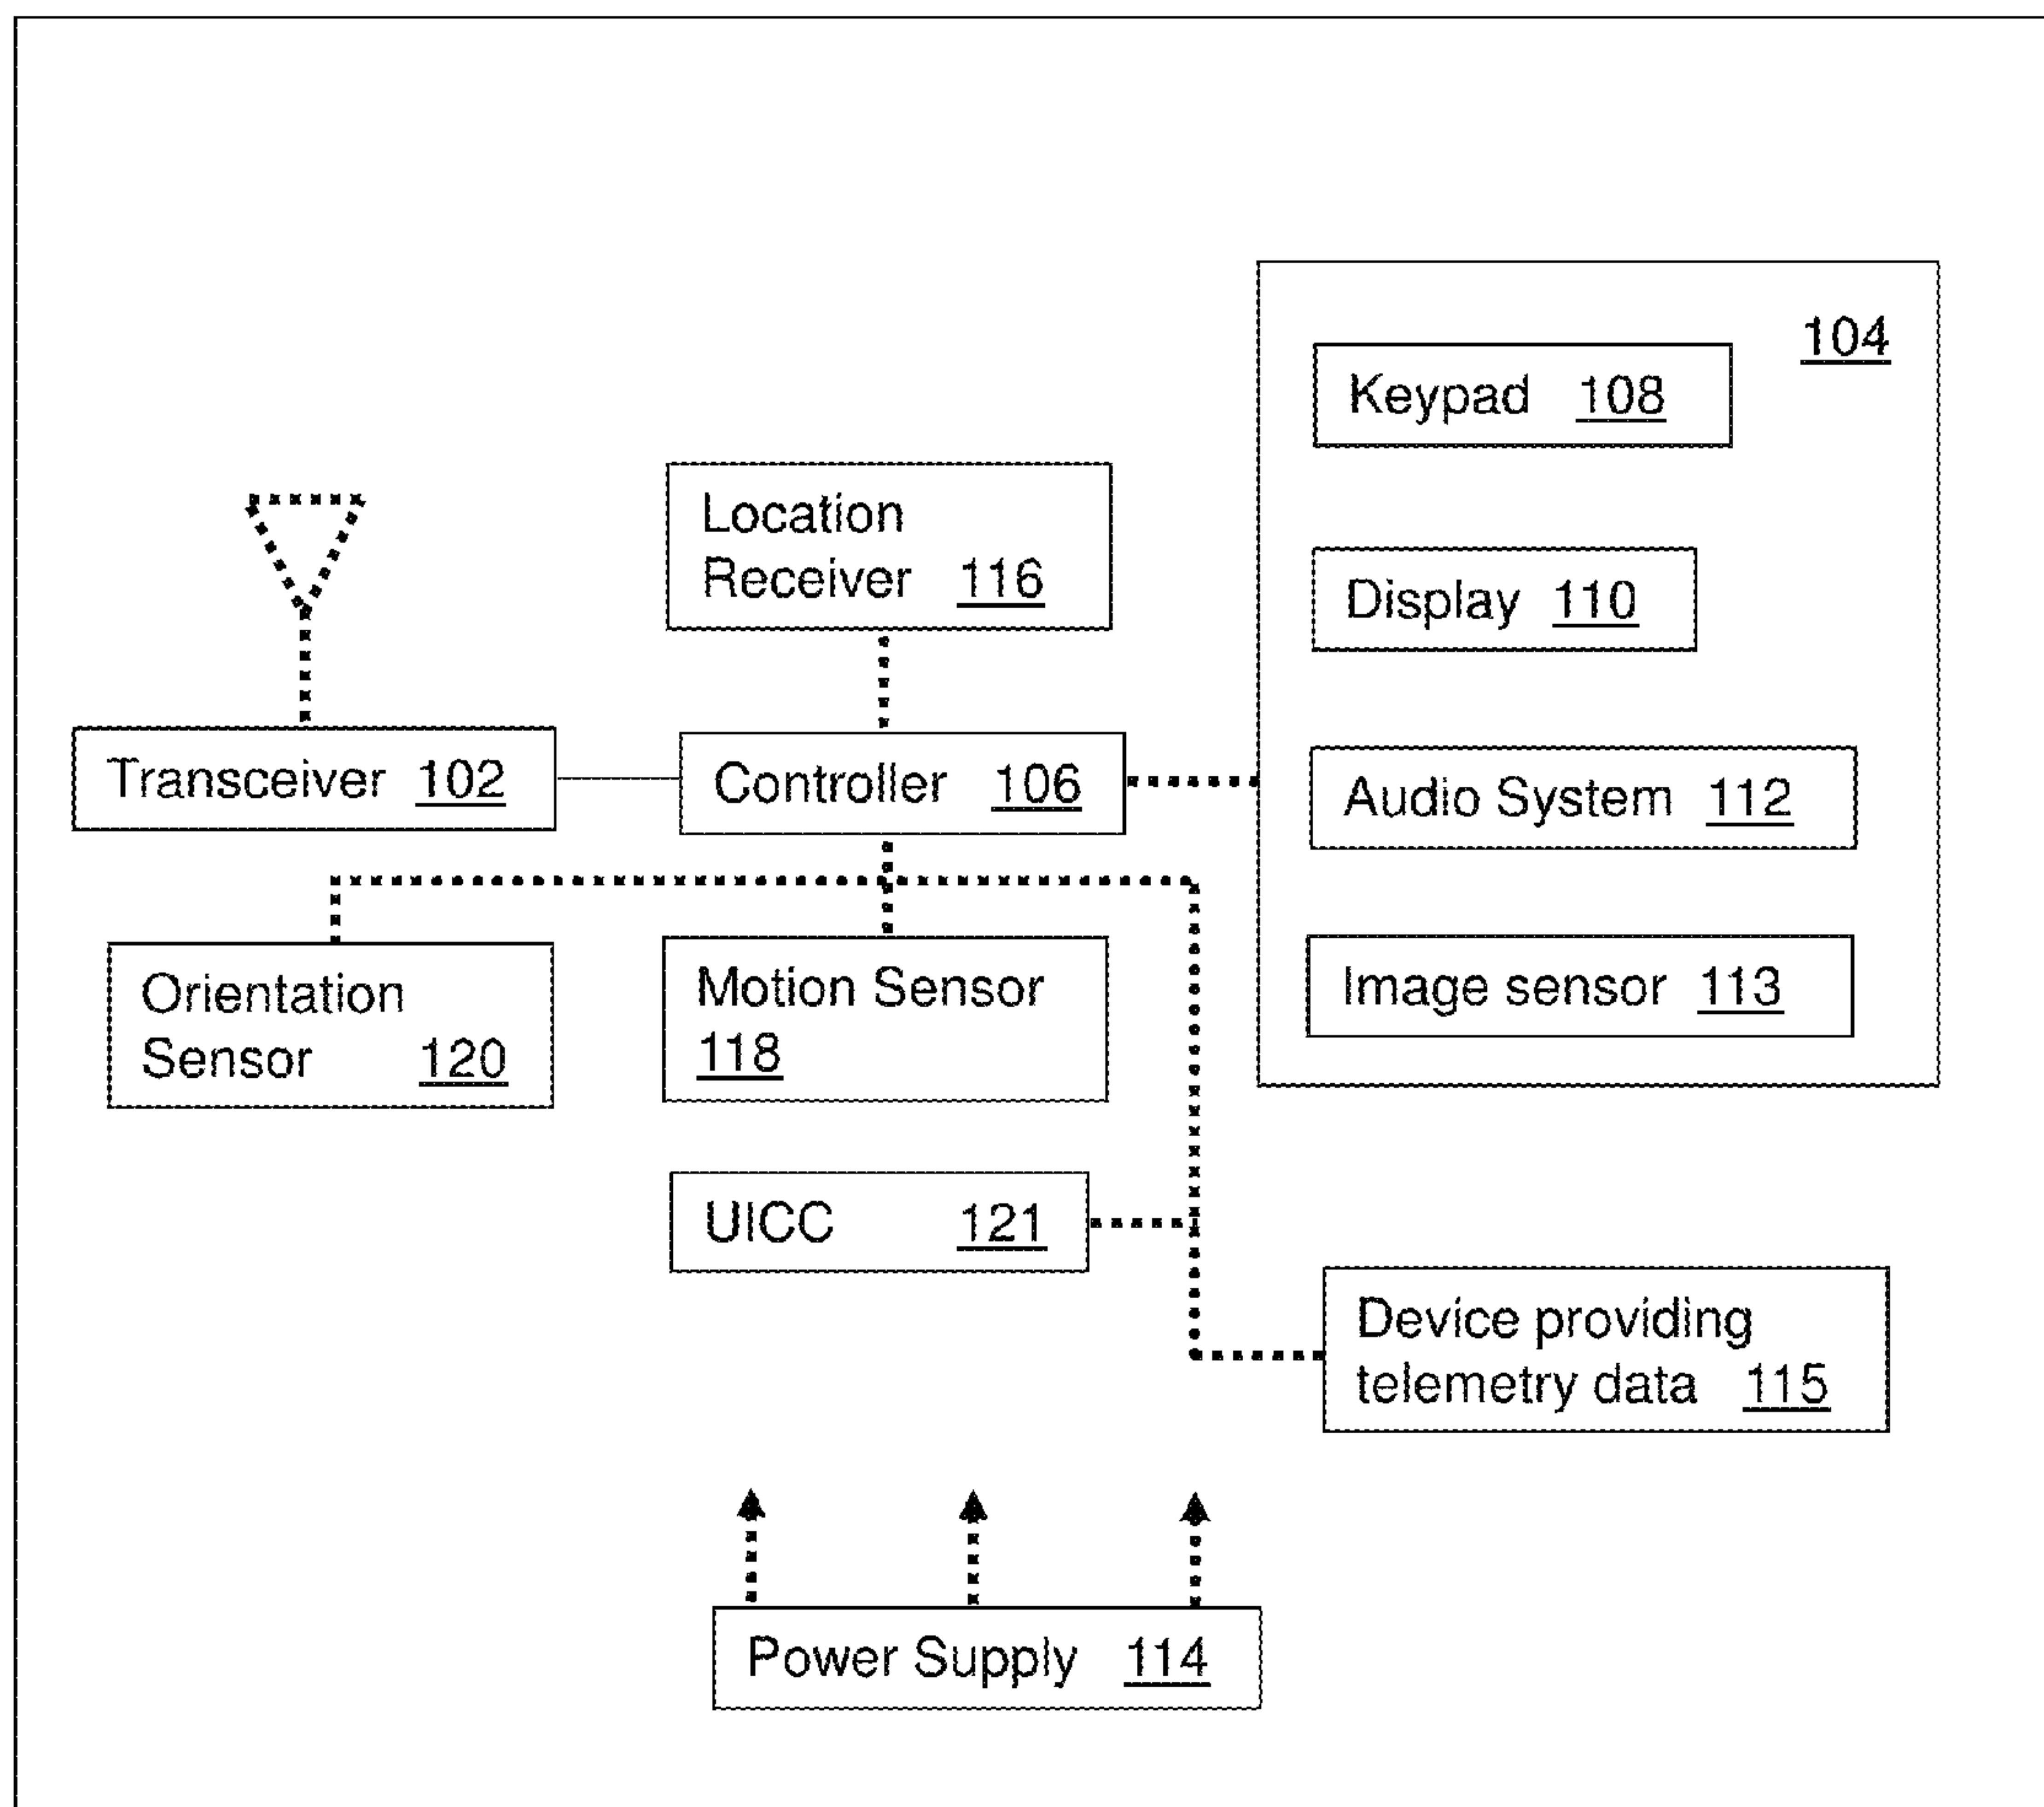 104
Keypad 108
Location
Receiver 116
Display 110
Transceiver 102
Controller 106
Audio System 112
Orientation
Sensor 120
Motion Sensor
118
Image sensor 113
UICC 121
Device providing
telemetry data 115
Power Supply 114